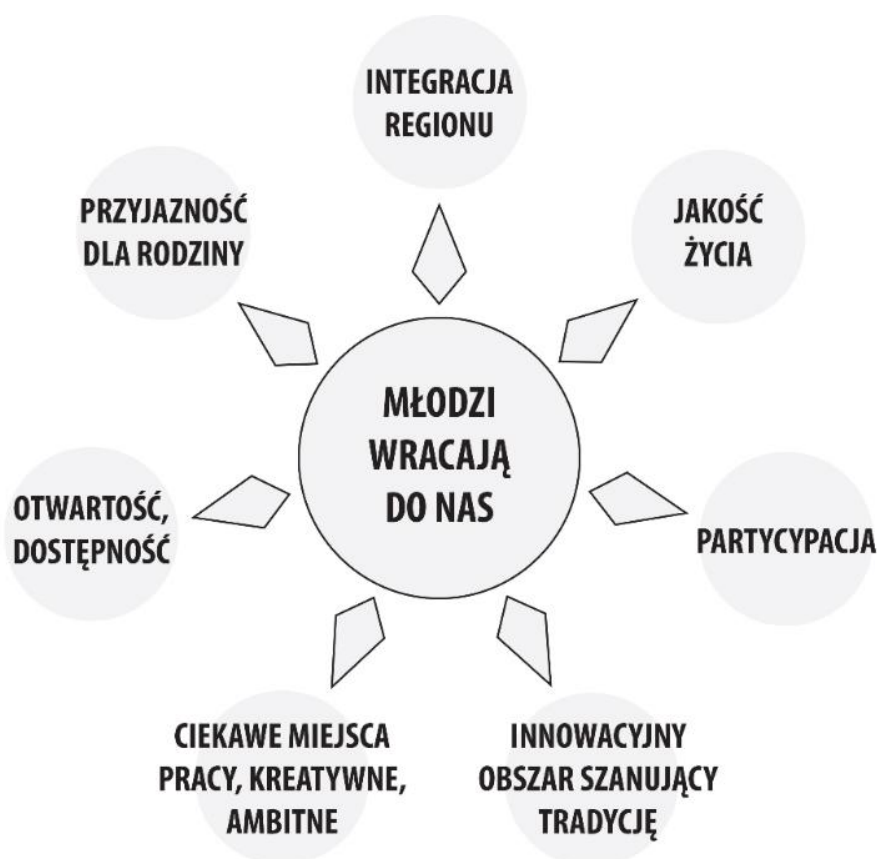 INTEGRACJA
REGIONU
PRZYJAZNOŚĆ
DLA RODZINY
JAKOŚĆ
ŻYCIA
MŁODZI
WRACAJĄ
DO NAS
OTWARTOŚĆ,
DOSTĘPNOŚĆ
PARTYCYPACJA
CIEKAWE MIEJSCA
PRACY, KREATYWNE,
AMBITNE
INNOWACYJNY
OBSZAR SZANUJĄCY
TRADYCJĘ